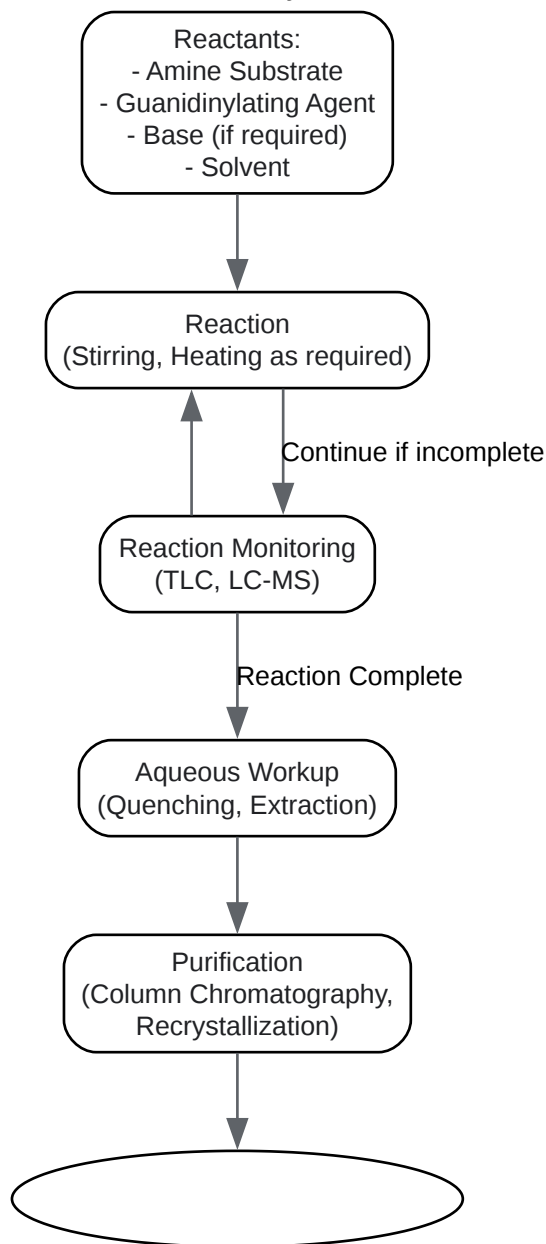 Reactants:
- Amine Substrate
- Guanidinylating Agent
- Base (if required)
- Solvent
Reaction
(Stirring, Heating as required)
Continue if incomplete
Reaction Monitoring
(TLC, LC-MS)
Reaction Complete
Aqueous Workup
(Quenching, Extraction)
Purification
(Column Chromatography,
Recrystallization)